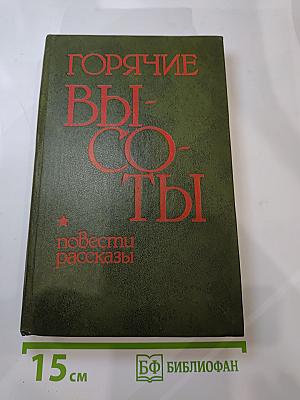 ГОРЯЧИЕ
ВЫ-
СО-
ТЫ
повести
рассказы
15 см
БФ БИБЛИОФАН